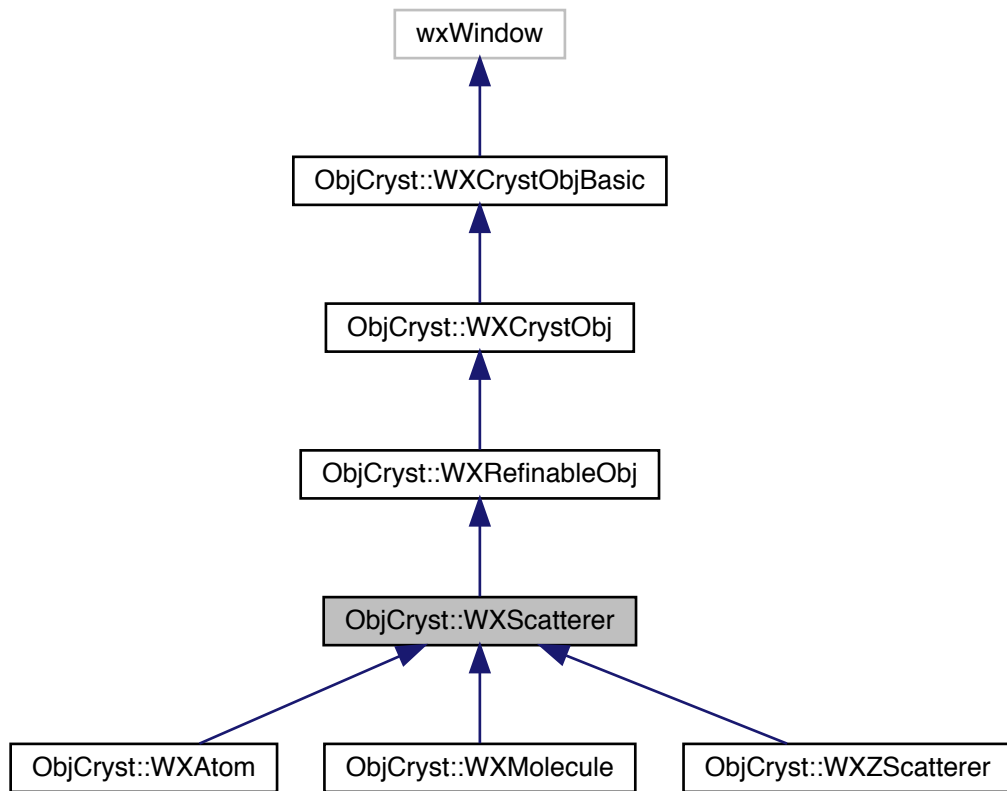 wxWindow
ObjCryst::WXCrystObjBasic
ObjCryst::WXCrystObj
ObjCryst::WXRefinableObj
ObjCryst::WXScatterer
ObjCryst::WXAtom
ObjCryst::WXMolecule
ObjCryst::WXZScatterer